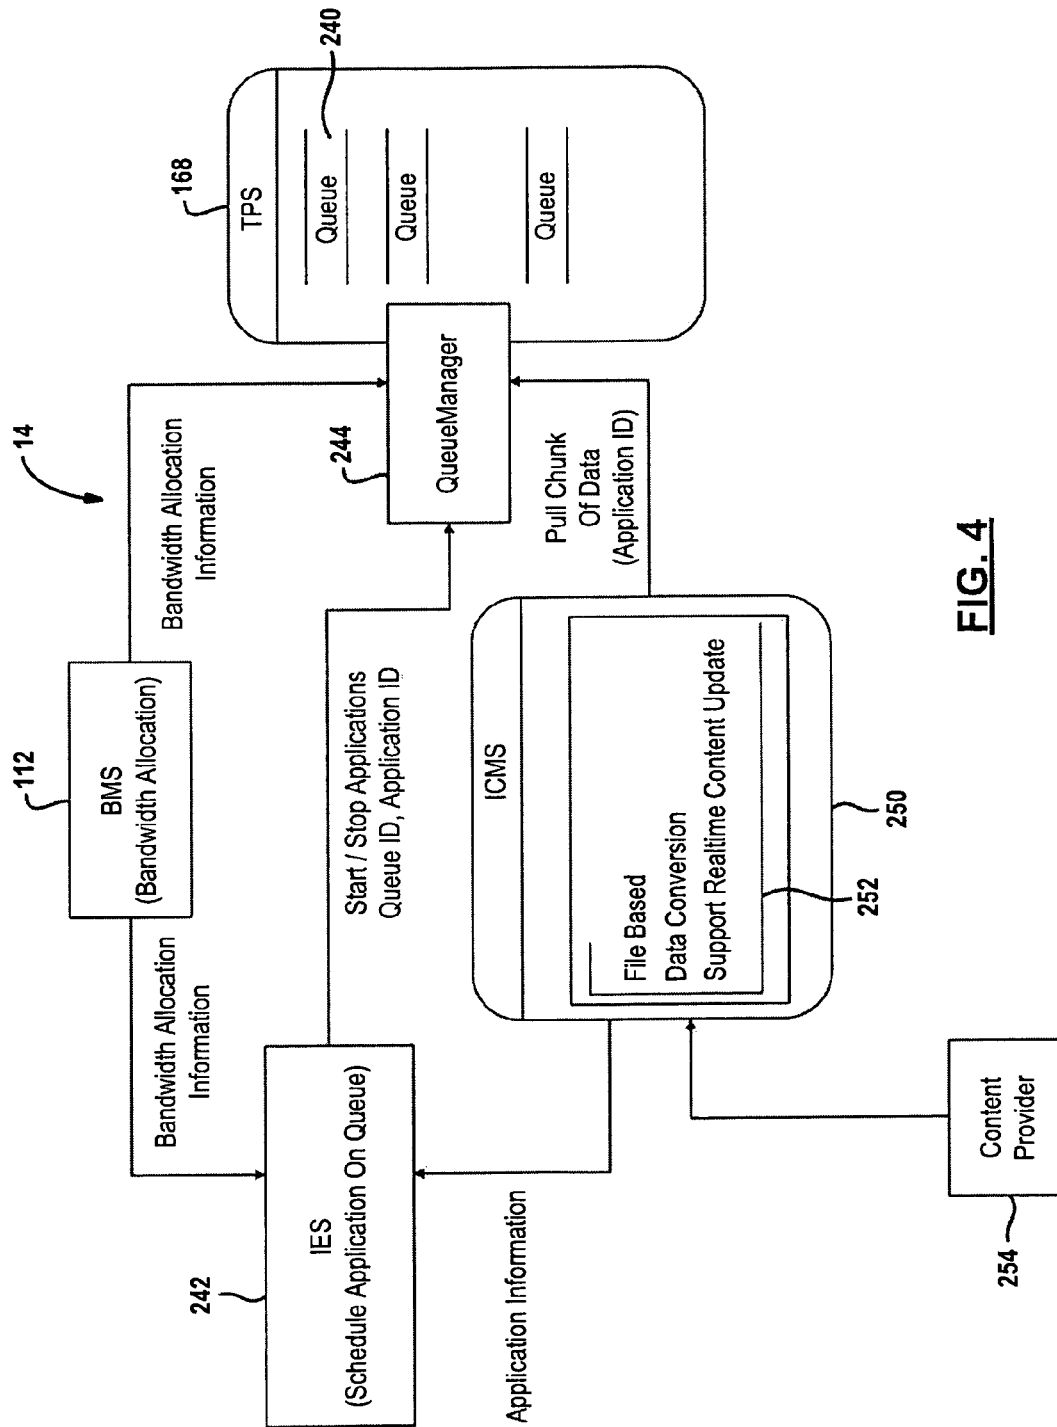 14
112
BMS
(Bandwidth Allocation)
Bandwidth Allocation
Information
Bandwidth Allocation
Information
242
IES
(Schedule Application On Queue)
Start / Stop Applications
Queue ID, Application ID
244
QueueManager
168
TPS
240
Queue
Queue
Queue
Application Information
ICMS
File Based
Data Conversion
Support Realtime Content Update
252
250
Pull Chunk
Of Data
(Application ID)
254
Content
Provider
FIG. 4